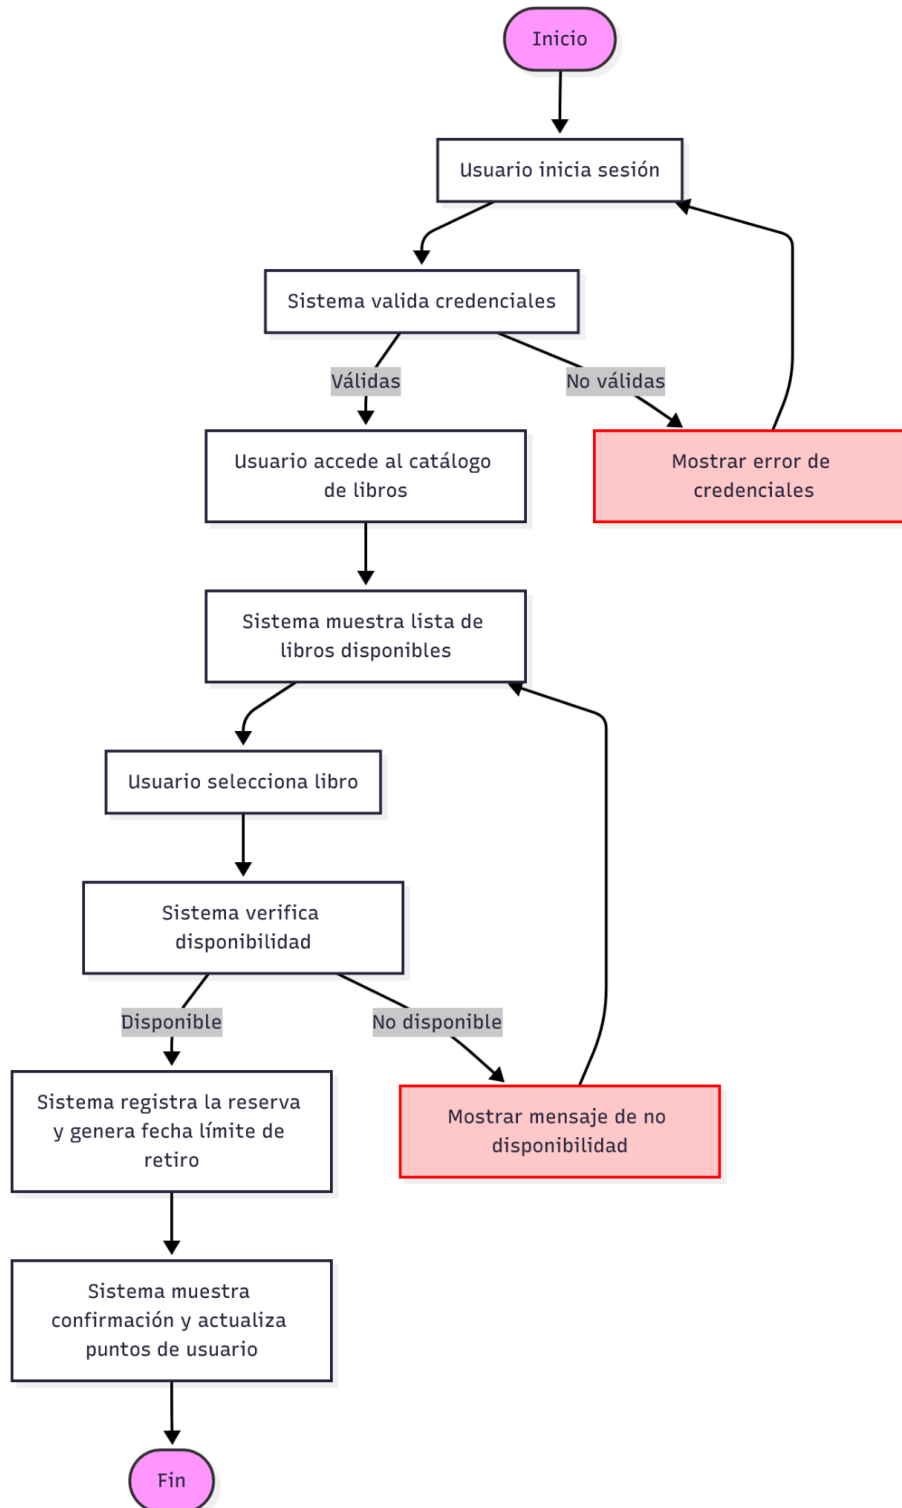 Inicio
Usuario inicia sesión
Sistema valida credenciales
Válidas
No válidas
Usuario accede al catálogo
de libros
Mostrar error de
credenciales
Sistema muestra lista de
libros disponibles
Usuario selecciona libro
Sistema verifica
disponibilidad
Disponible
No disponible
Sistema registra la reserva
y genera fecha límite de
retiro
Mostrar mensaje de no
disponibilidad
Sistema muestra
confirmación y actualiza
puntos de usuario
Fin